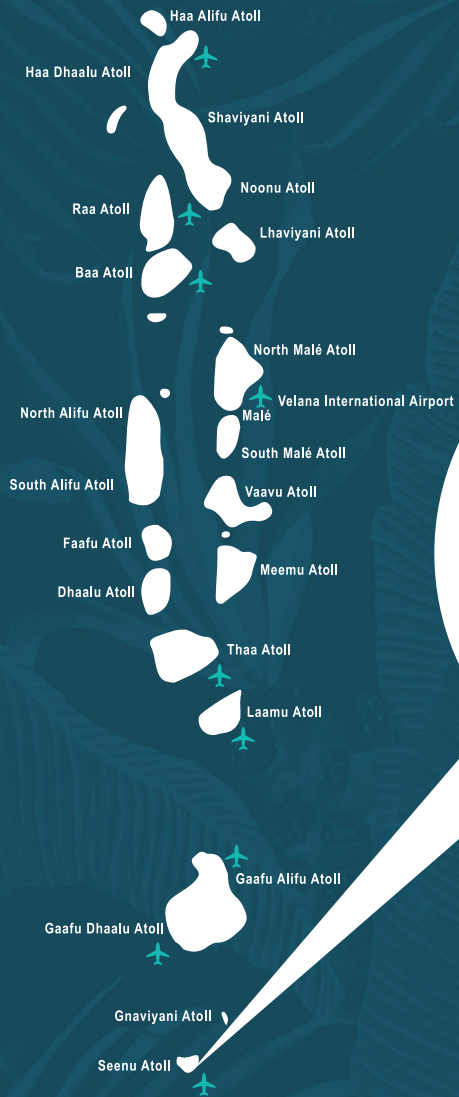 Haa Alifu Atoll
Haa Dhaalu Atoll
Shaviyani Atoll
Noonu Atoll
Raa Atoll
Lhaviyani Atoll
Baa Atoll
North Malé Atoll
Velana International Airport
North Alifu Atoll
Malé
South Malé Atoll
South Alifu Atoll
Vaavu Atoll
Faafu Atoll
Meemu Atoll
Dhaalu Atoll
Thaa Atoll
Laamu Atoll
Gaafu Alifu Atoll
Gaafu Dhaalu Atoll
Gnaviyani Atoll
Seenu Atoll